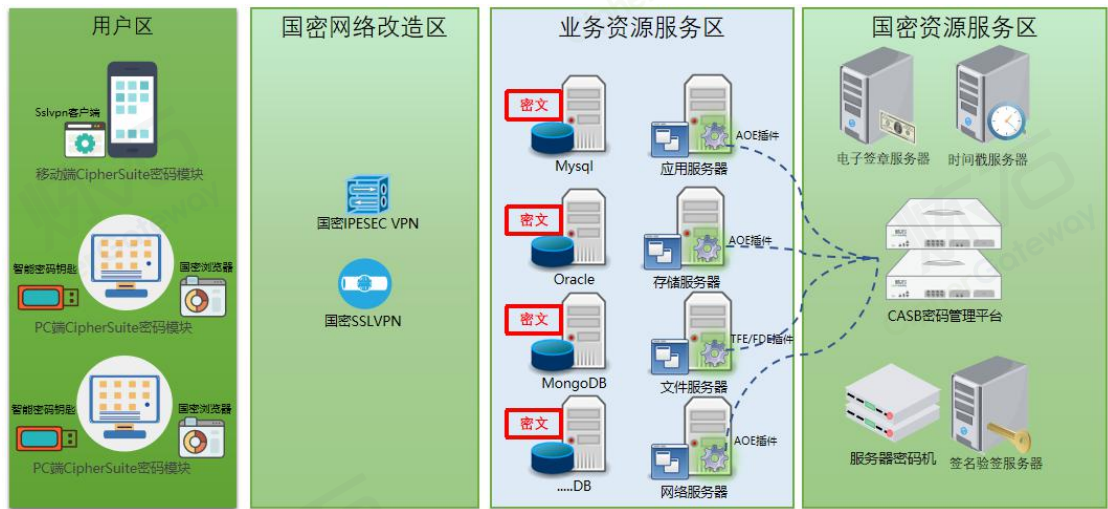 用户区
Sslvpn客户端
移动端CipherSuite密码模块
智能密码钥匙
国密浏览器
PC端CipherSuite密码模块
智能密码钥匙
国密浏览器
PC端CipherSuite密码模块
国密网络改造区
国密IPESEC VPN
国密SSLVPN
业务资源服务区
密文
Mysql
AOE插件
应用服务器
密文
Oracle
AOE插件
存储服务器
密文
MongoDB
TFE/FDE插件
文件服务器
密文
.....DB
AOE插件
网络服务器
国密资源服务区
电子签章服务器
时间戳服务器
CASB密码管理平台
服务器密码机
签名验签服务器